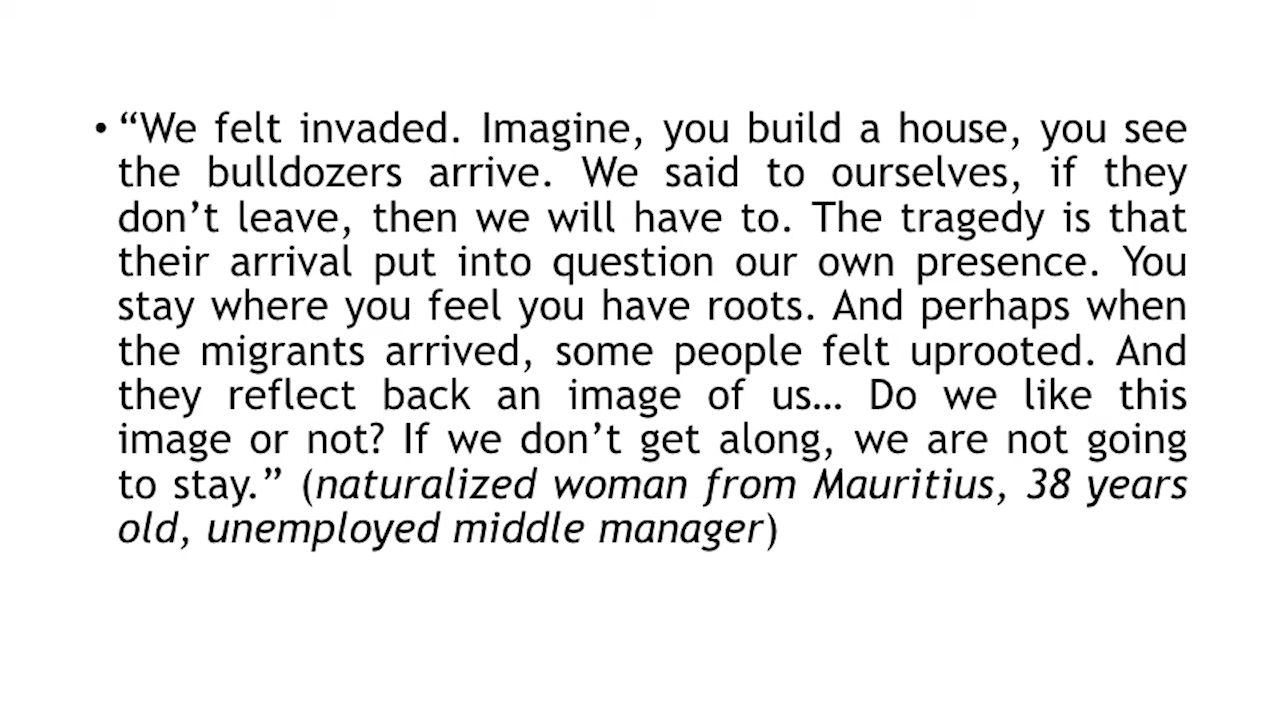 • “We felt invaded. Imagine, you build a house, you see
the bulldozers arrive. We said to ourselves, if they
don’t leave, then we will have to. The tragedy is that
their arrival put into question our own presence. You
stay where you feel you have roots. And perhaps when
the migrants arrived, some people felt uprooted. And
they reflect back an image of us… Do we like this
image or not? If we don’t get along, we are not going
to stay.” (naturalized woman from Mauritius, 38 years
old, unemployed middle manager)